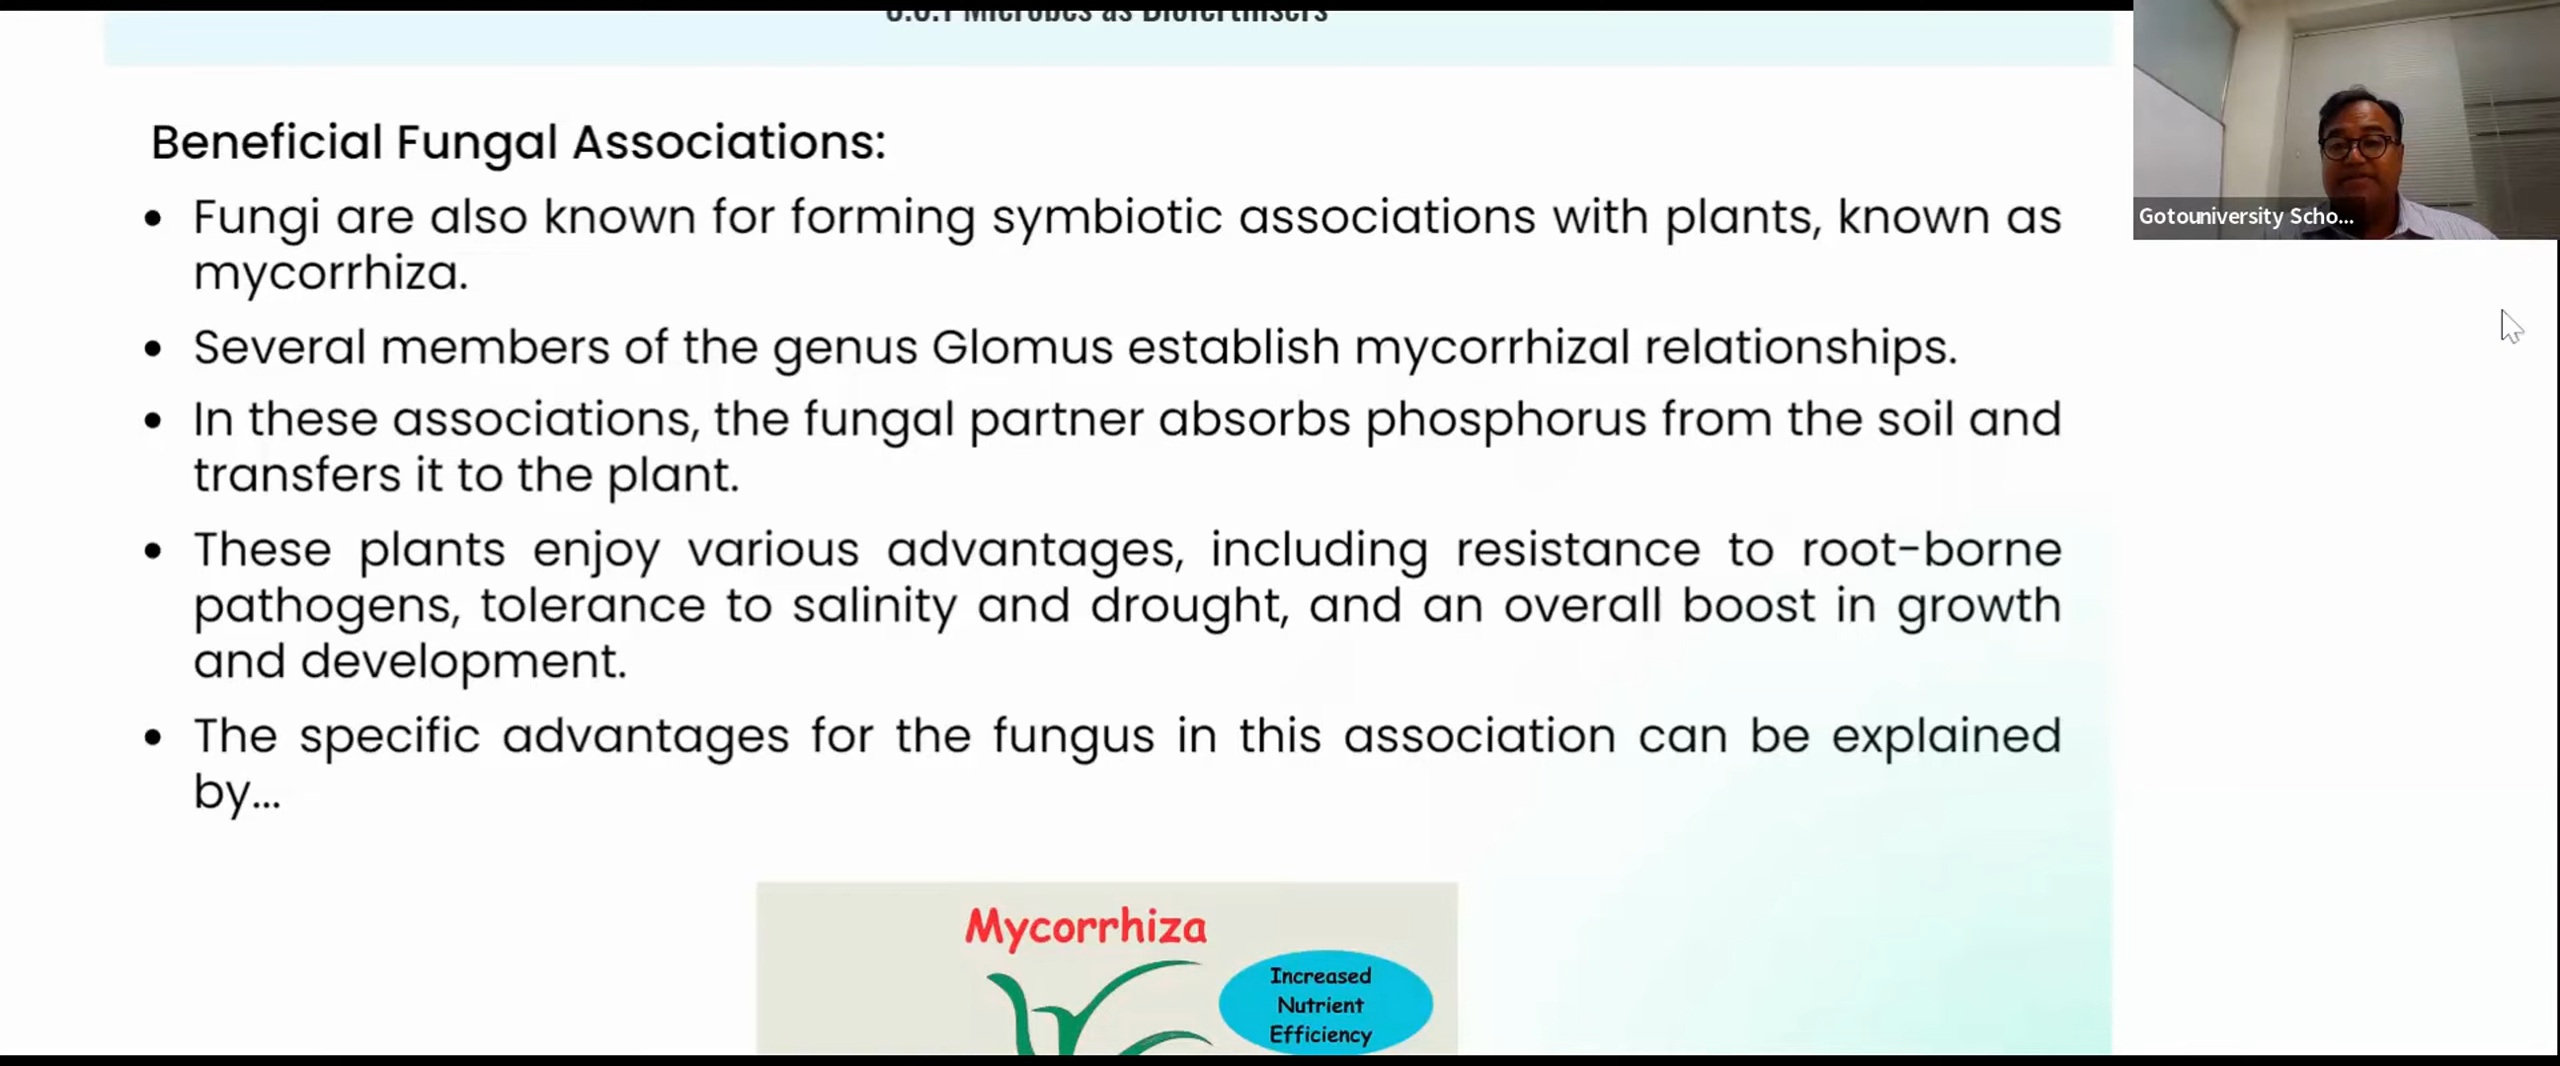 8.6.1 Microbes as Biofertilisers
Gotouniversity Scho...
Beneficial Fungal Associations:
• Fungi are also known for forming symbiotic associations with plants, known as
mycorrhiza.
• Several members of the genus Glomus establish mycorrhizal relationships.
• In these associations, the fungal partner absorbs phosphorus from the soil and
transfers it to the plant.
• These plants enjoy various advantages, including resistance to root-borne
pathogens, tolerance to salinity and drought, and an overall boost in growth
and development.
• The specific advantages for the fungus in this association can be explained
by...
Mycorrhiza
Increased
Nutrient
Efficiency